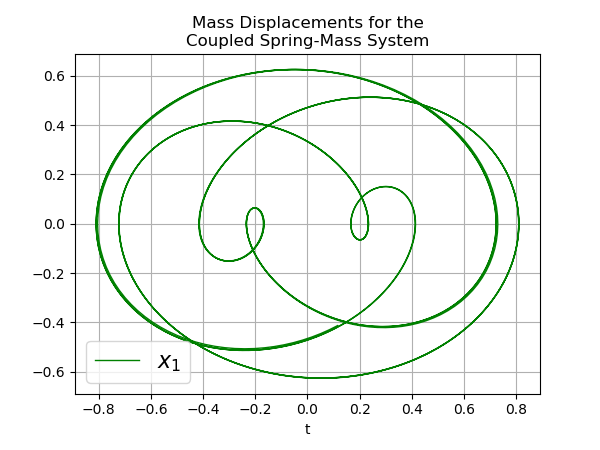 Mass Displacements for the
Coupled Spring-Mass System
0.6
0.4
0.2
0.0
−0.2
−0.4
−0.6
x₁
−0.8 −0.6 −0.4 −0.2 0.0 0.2 0.4 0.6 0.8
t